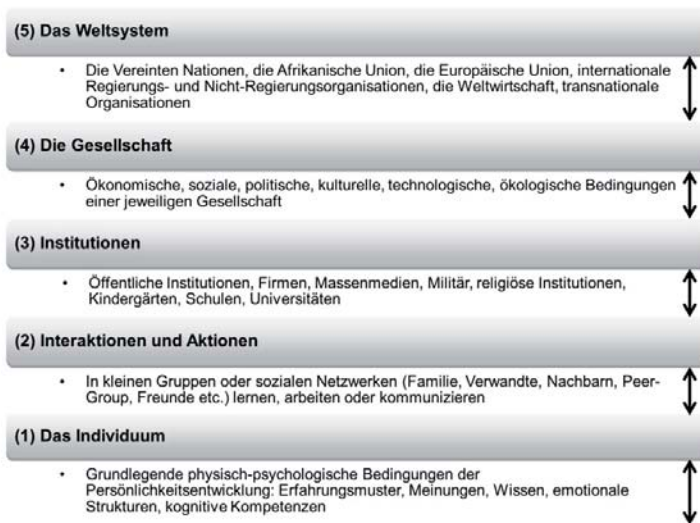 (5) Das Weltsystem
• Die Vereinten Nationen, die Afrikanische Union, die Europäische Union, internationale
Regierungs- und Nicht-Regierungsorganisationen, die Weltwirtschaft, transnationale
Organisationen
(4) Die Gesellschaft
• Ökonomische, soziale, politische, kulturelle, technologische, ökologische Bedingungen
einer jeweiligen Gesellschaft
(3) Institutionen
• Öffentliche Institutionen, Firmen, Massenmedien, Militär, religiöse Institutionen,
Kindergärten, Schulen, Universitäten
(2) Interaktionen und Aktionen
• In kleinen Gruppen oder sozialen Netzwerken (Familie, Verwandte, Nachbarn, Peer-
Group, Freunde etc.) lernen, arbeiten oder kommunizieren
(1) Das Individuum
• Grundlegende physisch-psychologische Bedingungen der
Persönlichkeitsentwicklung: Erfahrungsmuster, Meinungen, Wissen, emotionale
Strukturen, kognitive Kompetenzen